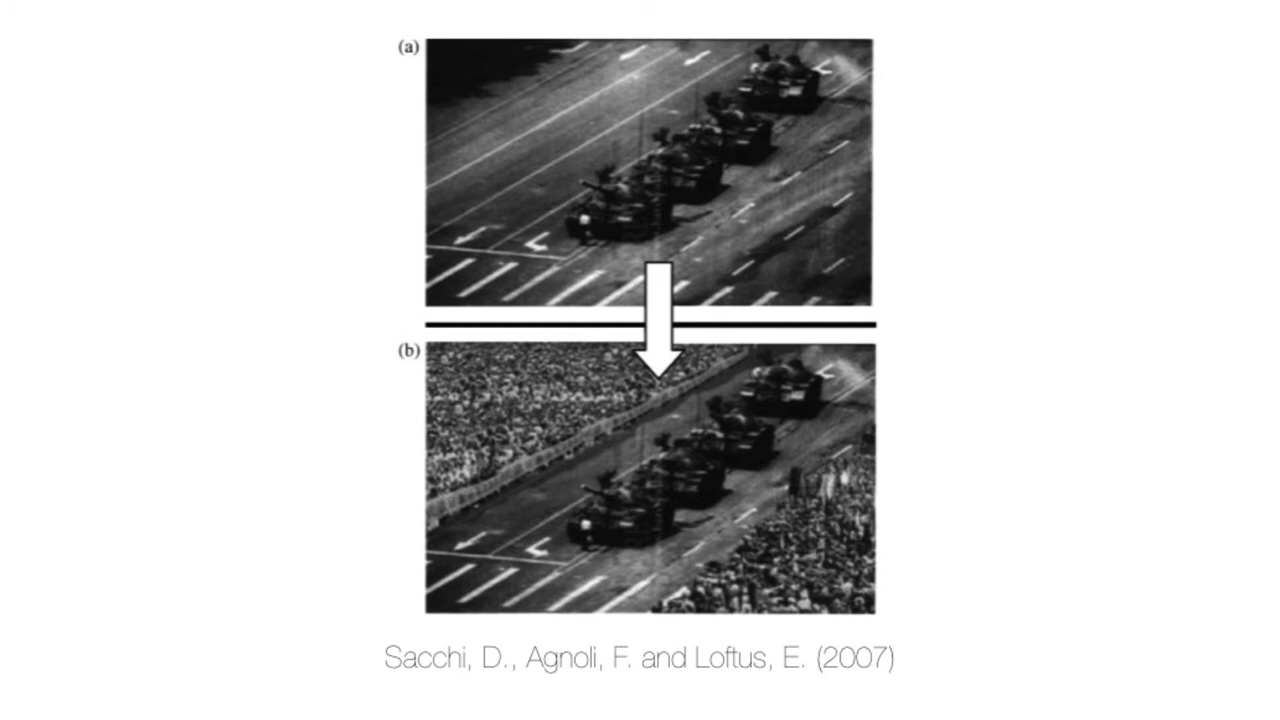 (a)
(b)
Sacchi, D., Agnoli, F. and Loftus, E. (2007)